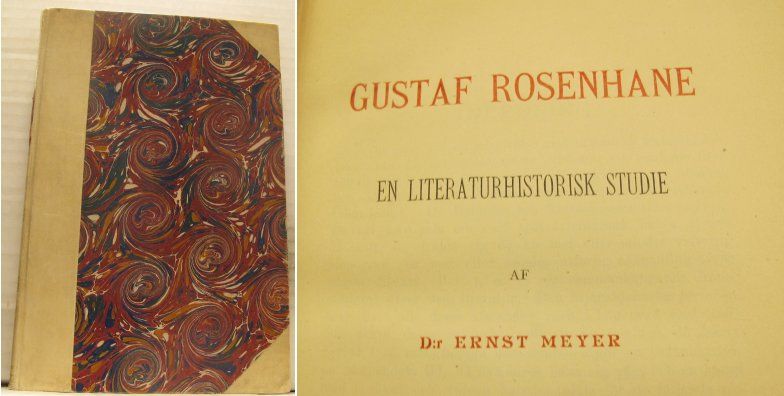 GUSTAF ROSENHANE
EN LITERATURHISTORISK STUDIE
AF
D:r ERNST MEYER